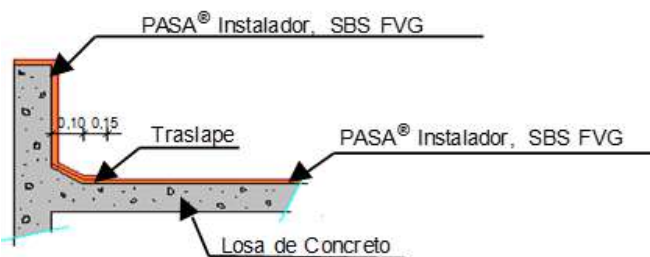 PASA® Instalador, SBS FVG
0,10 0,15
Traslape
PASA® Instalador, SBS FVG
Losa de Concreto